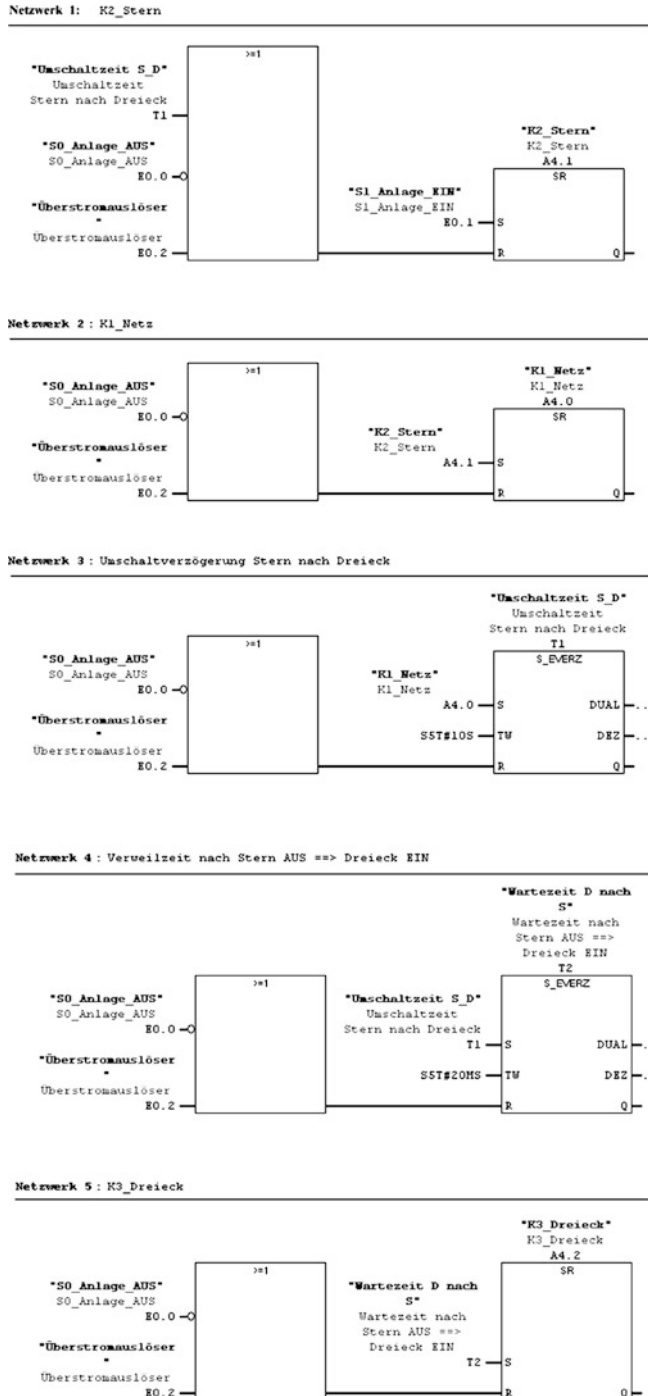 Netzwerk 1: K2_Stern
>=1
"Umschaltzeit S_D"
Umschaltzeit
Stern nach Dreieck
T1
"S0_Anlage_AUS"
S0_Anlage_AUS
E0.0
"Überstromauslöser
"
Überstromauslöser
E0.2
"S1_Anlage_EIN"
S1_Anlage_EIN
E0.1
"K2_Stern"
K2_Stern
A4.1
SR
S
R
Q
Netzwerk 2 : K1_Netz
>=1
"S0_Anlage_AUS"
S0_Anlage_AUS
E0.0
"Überstromauslöser
"
Überstromauslöser
E0.2
"K2_Stern"
K2_Stern
A4.1
"K1_Netz"
K1_Netz
A4.0
SR
S
R
Q
Netzwerk 3 : Umschaltverzögerung Stern nach Dreieck
>=1
"S0_Anlage_AUS"
S0_Anlage_AUS
E0.0
"Überstromauslöser
"
Überstromauslöser
E0.2
"K1_Netz"
K1_Netz
A4.0
S5T#10S
"Umschaltzeit S_D"
Umschaltzeit
Stern nach Dreieck
T1
S_EVERZ
S DUAL ..
TW DEZ ..
R Q
Netzwerk 4 : Verweilzeit nach Stern AUS ==> Dreieck EIN
>=1
"S0_Anlage_AUS"
S0_Anlage_AUS
E0.0
"Überstromauslöser
"
Überstromauslöser
E0.2
"Umschaltzeit S_D"
Umschaltzeit
Stern nach Dreieck
T1
S5T#20MS
"Wartezeit D nach
S"
Wartezeit nach
Stern AUS ==>
Dreieck EIN
T2
S_EVERZ
S DUAL .
TW DEZ .
R Q
Netzwerk 5 : K3_Dreieck
>=1
"S0_Anlage_AUS"
S0_Anlage_AUS
E0.0
"Überstromauslöser
"
Überstromauslöser
E0.2
"Wartezeit D nach
S"
Wartezeit nach
Stern AUS ==>
Dreieck EIN
T2
"K3_Dreieck"
K3_Dreieck
A4.2
SR
S
R
Q